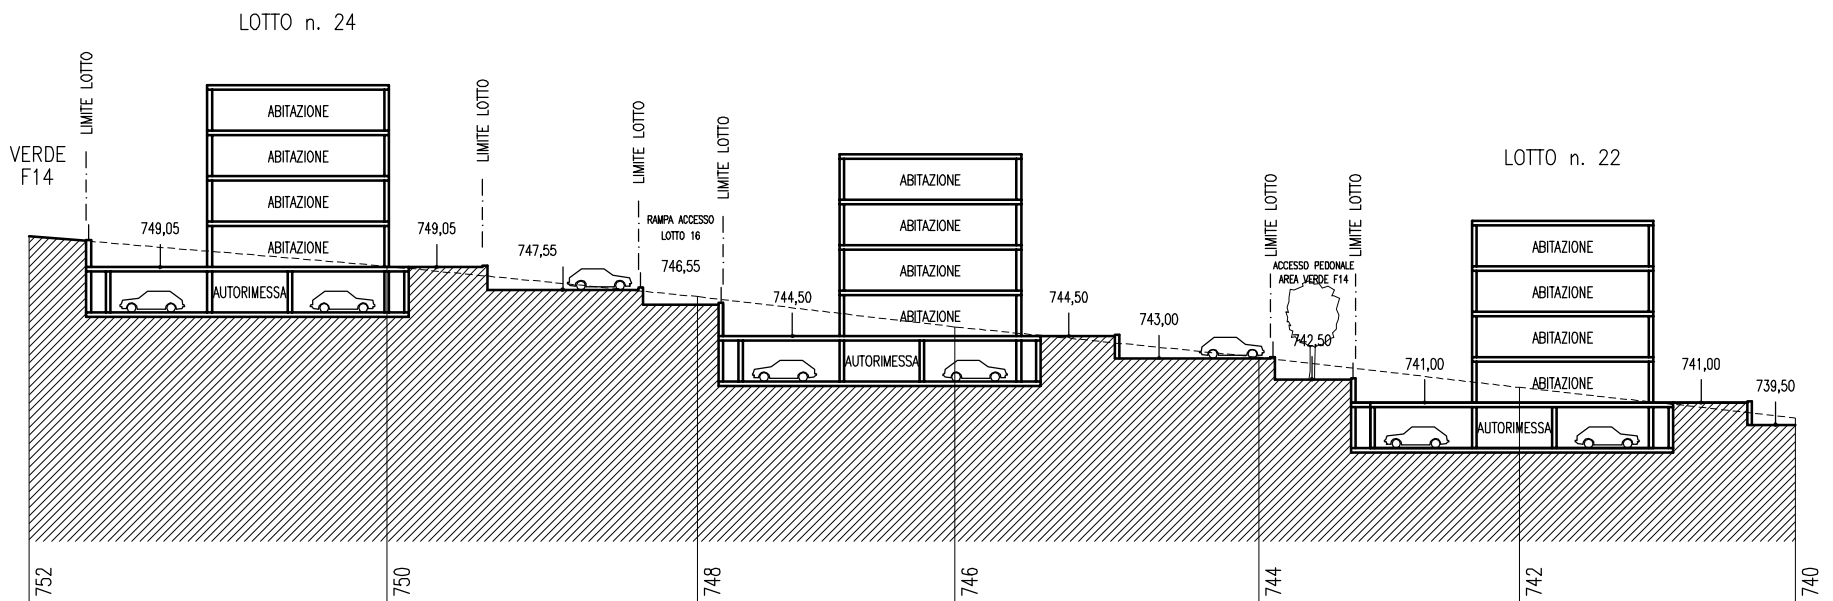 LOTTO n. 24
LIMITE LOTTO
VERDE
F14
ABITAZIONE
ABITAZIONE
ABITAZIONE
ABITAZIONE
749,05
AUTORIMESSA
749,05
LIMITE LOTTO
747,55
LIMITE LOTTO
RAMPA ACCESSO
LOTTO 16
746,55
LIMITE LOTTO
744,50
ABITAZIONE
ABITAZIONE
ABITAZIONE
ABITAZIONE
AUTORIMESSA
744,50
743,00
LIMITE LOTTO
ACCESSO PEDONALE
AREA VERDE F14
742,50
LIMITE LOTTO
LOTTO n. 22
741,00
ABITAZIONE
ABITAZIONE
ABITAZIONE
ABITAZIONE
AUTORIMESSA
741,00
739,50
752
750
748
746
744
742
740